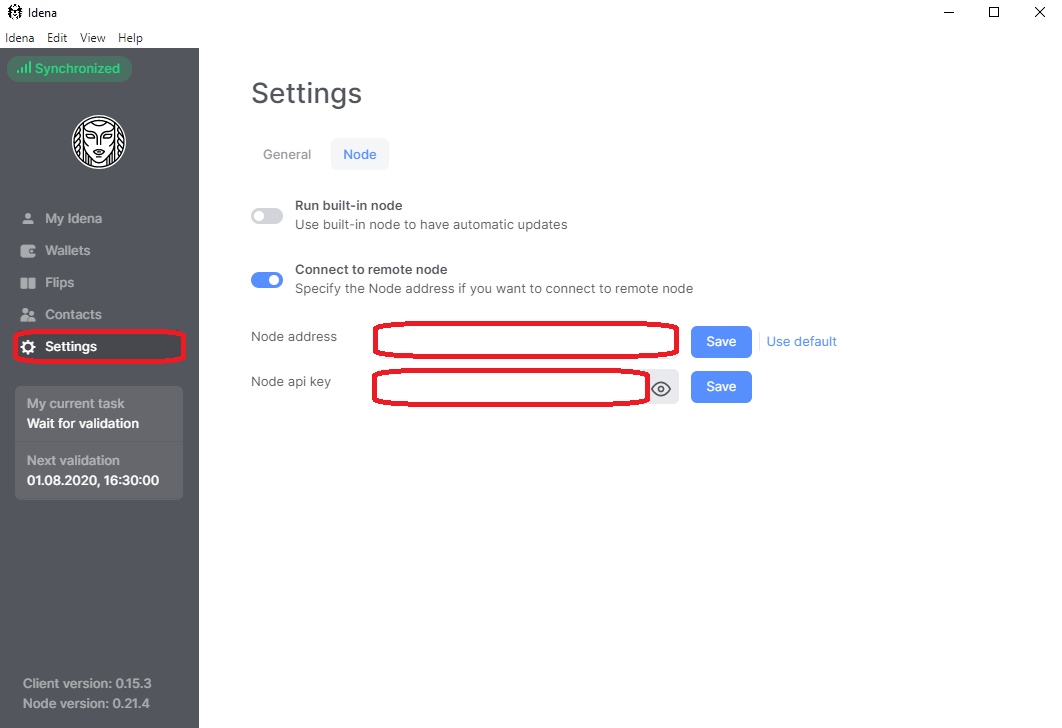 Idena
Idena Edit View Help
Synchronized
My Idena
Wallets
Flips
Contacts
Settings
My current task
Wait for validation
Next validation
01.08.2020, 16:30:00
Client version: 0.15.3
Node version: 0.21.4
Settings
General Node
Run built-in node
Use built-in node to have automatic updates
Connect to remote node
Specify the Node address if you want to connect to remote node
Node address Save Use default
Node api key Save